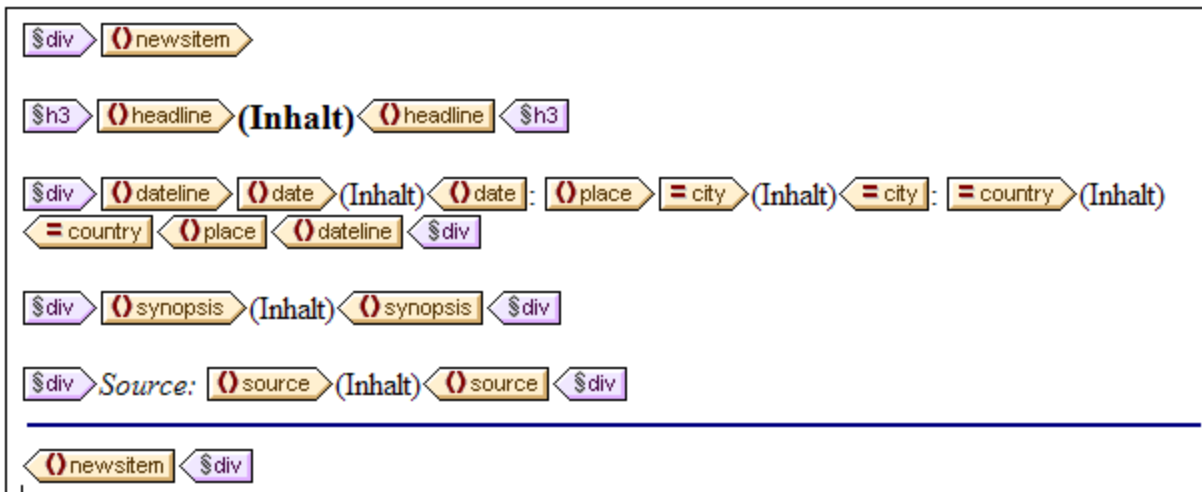 §div ()newsitem
§h3 ()headline (Inhalt) ()headline §h3
§div ()dateline ()date (Inhalt) ()date : ()place = city (Inhalt) = city : = country (Inhalt)
= country ()place ()dateline §div
§div ()synopsis (Inhalt) ()synopsis §div
§div Source: ()source (Inhalt) ()source §div
()newsitem §div